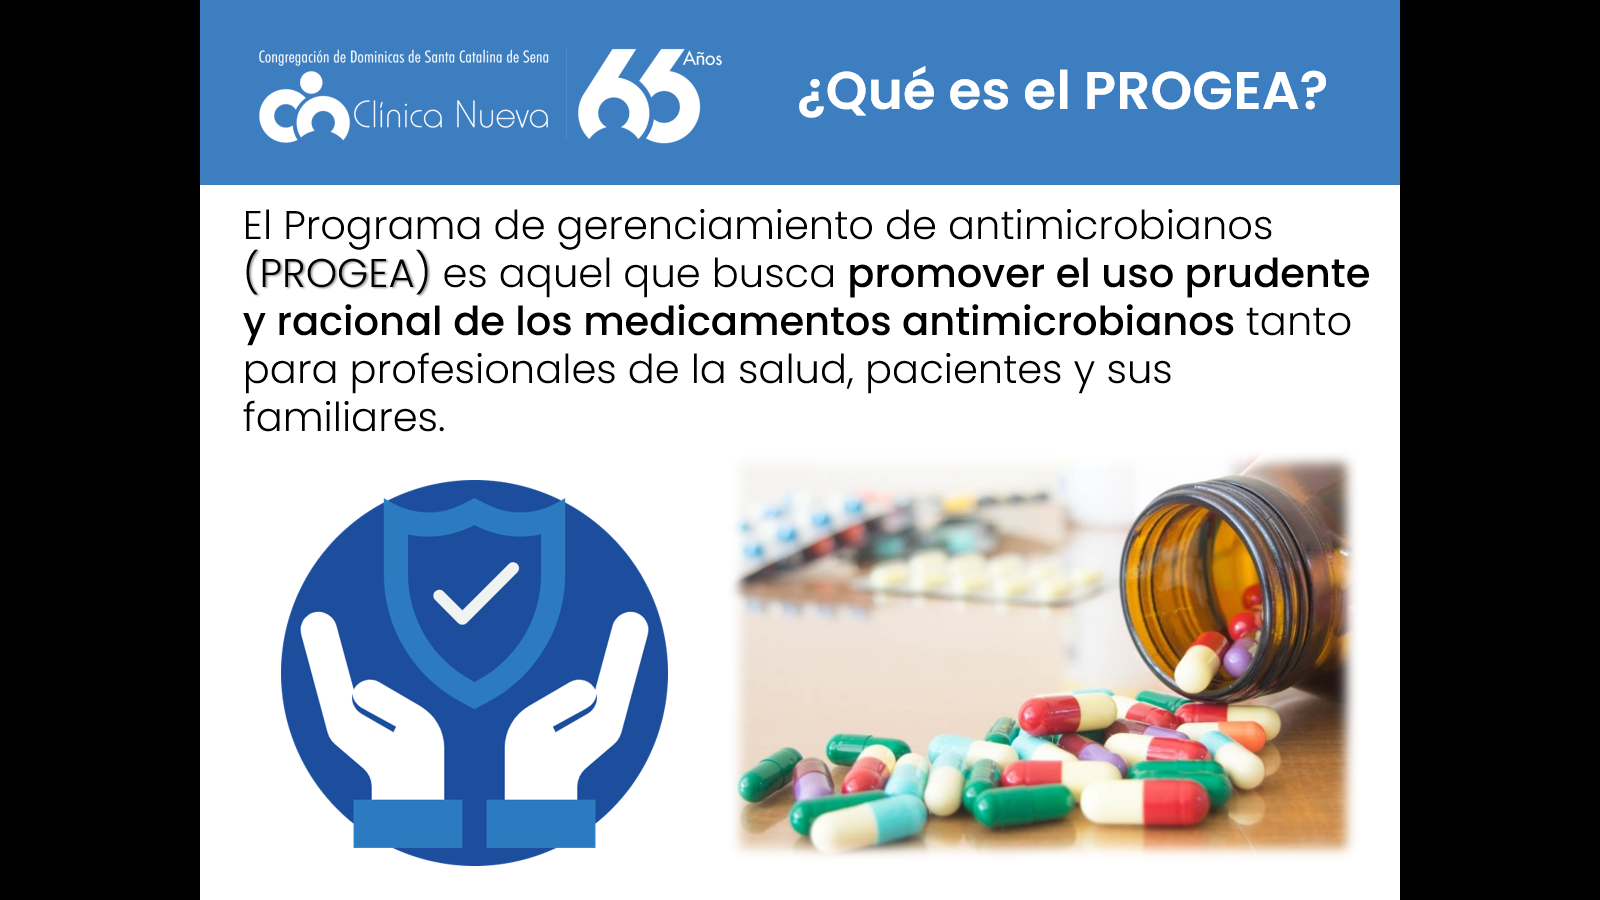 Congregación de Dominicas de Santa Catalina de Sena
Clínica Nueva
65 Años
¿Qué es el PROGEA?
El Programa de gerenciamiento de antimicrobianos
(PROGEA) es aquel que busca promover el uso prudente
y racional de los medicamentos antimicrobianos tanto
para profesionales de la salud, pacientes y sus
familiares.